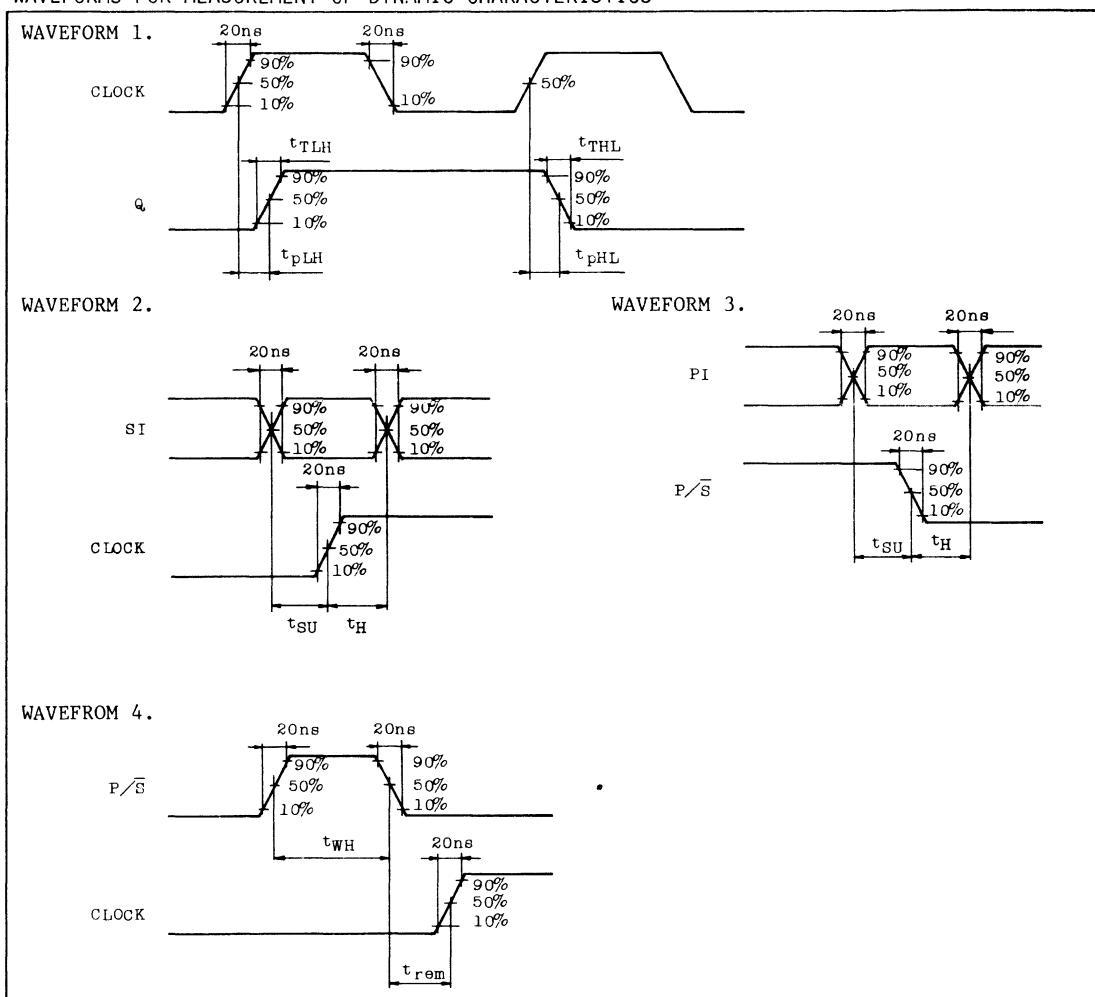 WAVEFORMS FOR MEASUREMENT OF DYNAMIC CHARACTERISTICS
WAVEFORM 1.
20ns
20ns
CLOCK
90%
50%
10%
90%
10%
50%
tTLH
tTHL
Q
90%
50%
10%
90%
50%
10%
tpLH
tpHL
WAVEFORM 2.
20ns
20ns
SI
90%
50%
10%
90%
50%
10%
20ns
CLOCK
90%
50%
10%
tSU
tH
WAVEFORM 3.
20ns
20ns
PI
90%
50%
10%
90%
50%
10%
20ns
P/S̅
90%
50%
10%
tSU
tH
WAVEFROM 4.
20ns
20ns
P/S̅
90%
50%
10%
90%
50%
10%
tWH
20ns
CLOCK
90%
50%
10%
trem